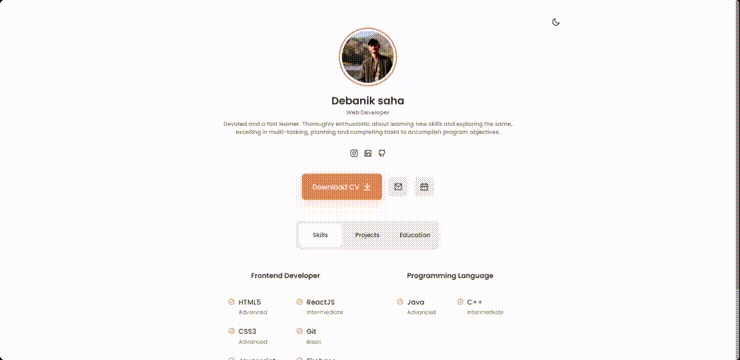 Debanik saha
Web Developer
Devoted and a fast learner. Thoroughly enthusiastic about learning new skills and exploring the same,
excelling in multi-tasking, planning and completing tasks to accomplish program objectives.
Download CV
Skills Projects Education
Frontend Developer Programming Language
HTML5 ReactJS Java C++
Advanced Intermediate Advanced Intermediate
CSS3 Git
Advanced Basic